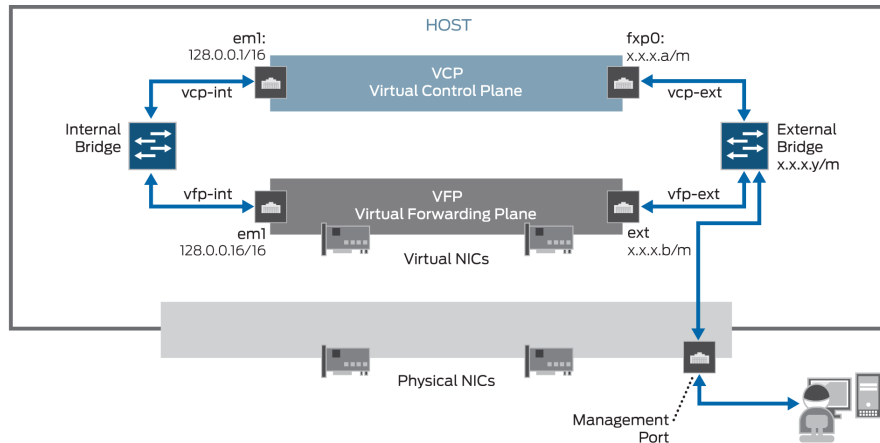 HOST
em1:
128.0.0.1/16
fxp0:
x.x.x.a/m
VCP
Virtual Control Plane
vcp-int
vcp-ext
Internal
Bridge
External
Bridge
x.x.x.y/m
vfp-int
vfp-ext
VFP
Virtual Forwarding Plane
em1
128.0.0.16/16
ext
x.x.x.b/m
Virtual NICs
Physical NICs
Management
Port